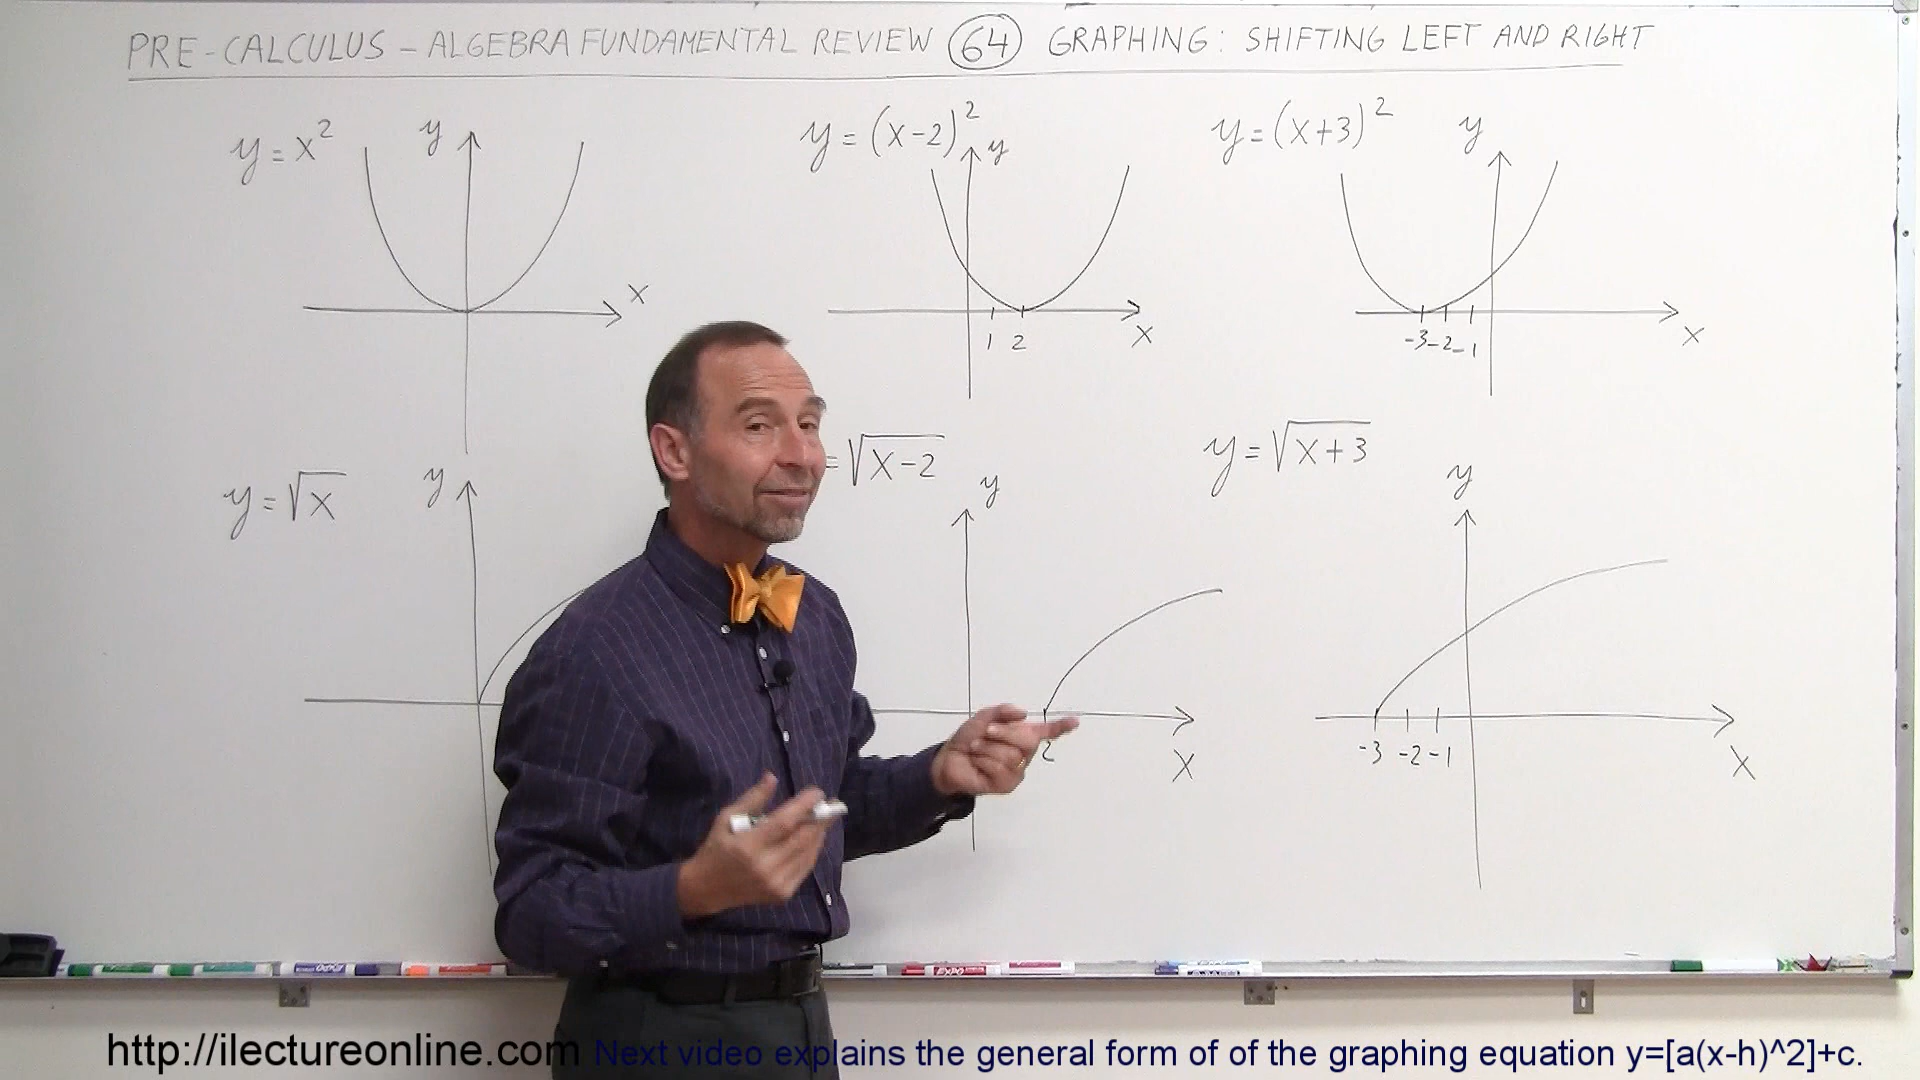 PRE-CALCULUS – ALGEBRA FUNDAMENTAL REVIEW 64 GRAPHING: SHIFTING LEFT AND RIGHT
y=x²
y
x
y=(x-2)²
y
1 2
x
y=(x+3)²
y
-3 -2 -1
x
y=√x
y
=√x-2
y
2
x
y=√x+3
y
-3 -2 -1
x
EXPO
EXPO
http://ilectureonline.com Next video explains the general form of of the graphing equation y=[a(x-h)^2]+c.